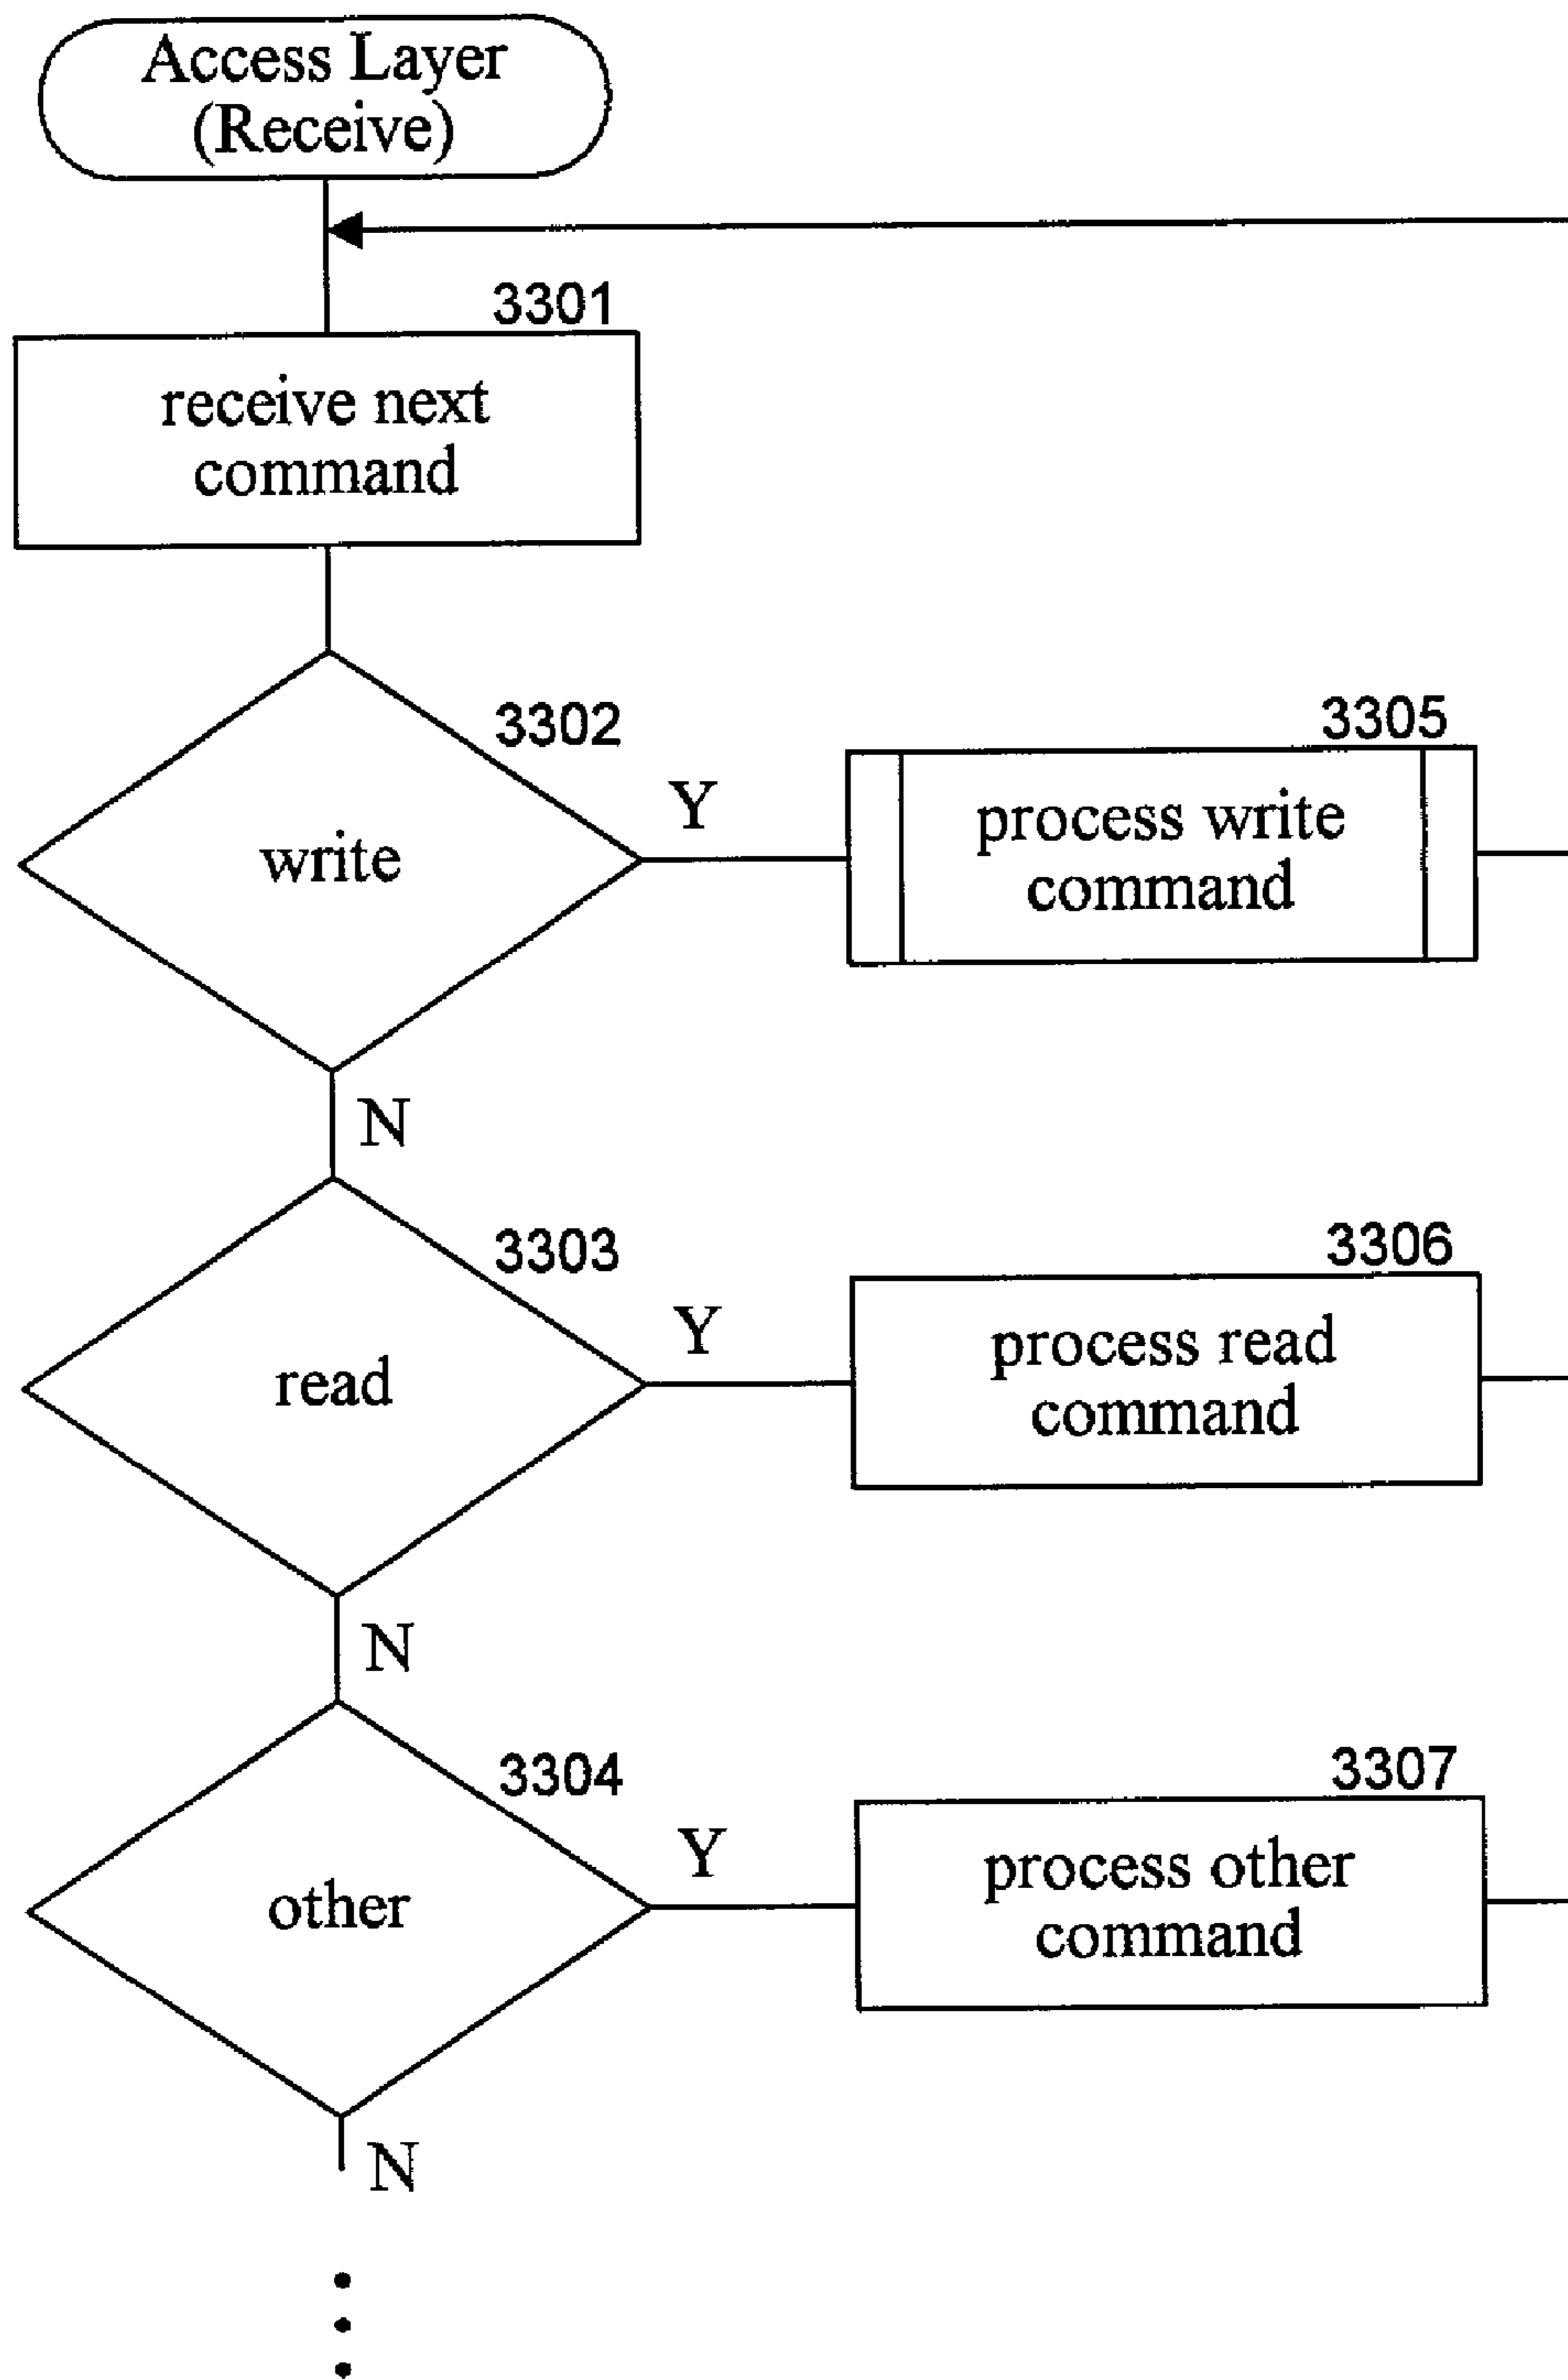 Access Layer
(Receive)
3301
receive next
command
3302
write
Y
3305
process write
command
N
3303
read
Y
3306
process read
command
N
3304
other
Y
3307
process other
command
N